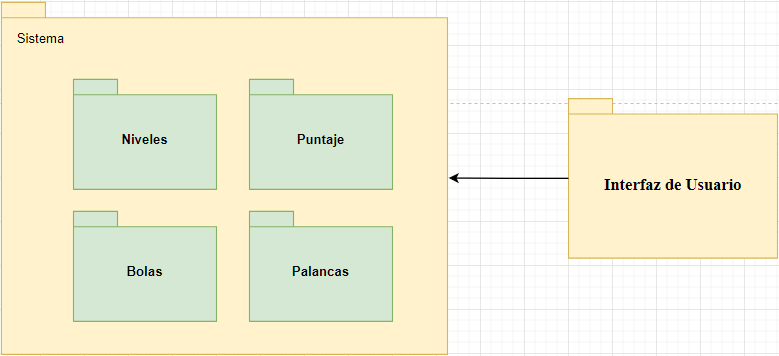 Sistema
Niveles
Puntaje
Interfaz de Usuario
Bolas
Palancas